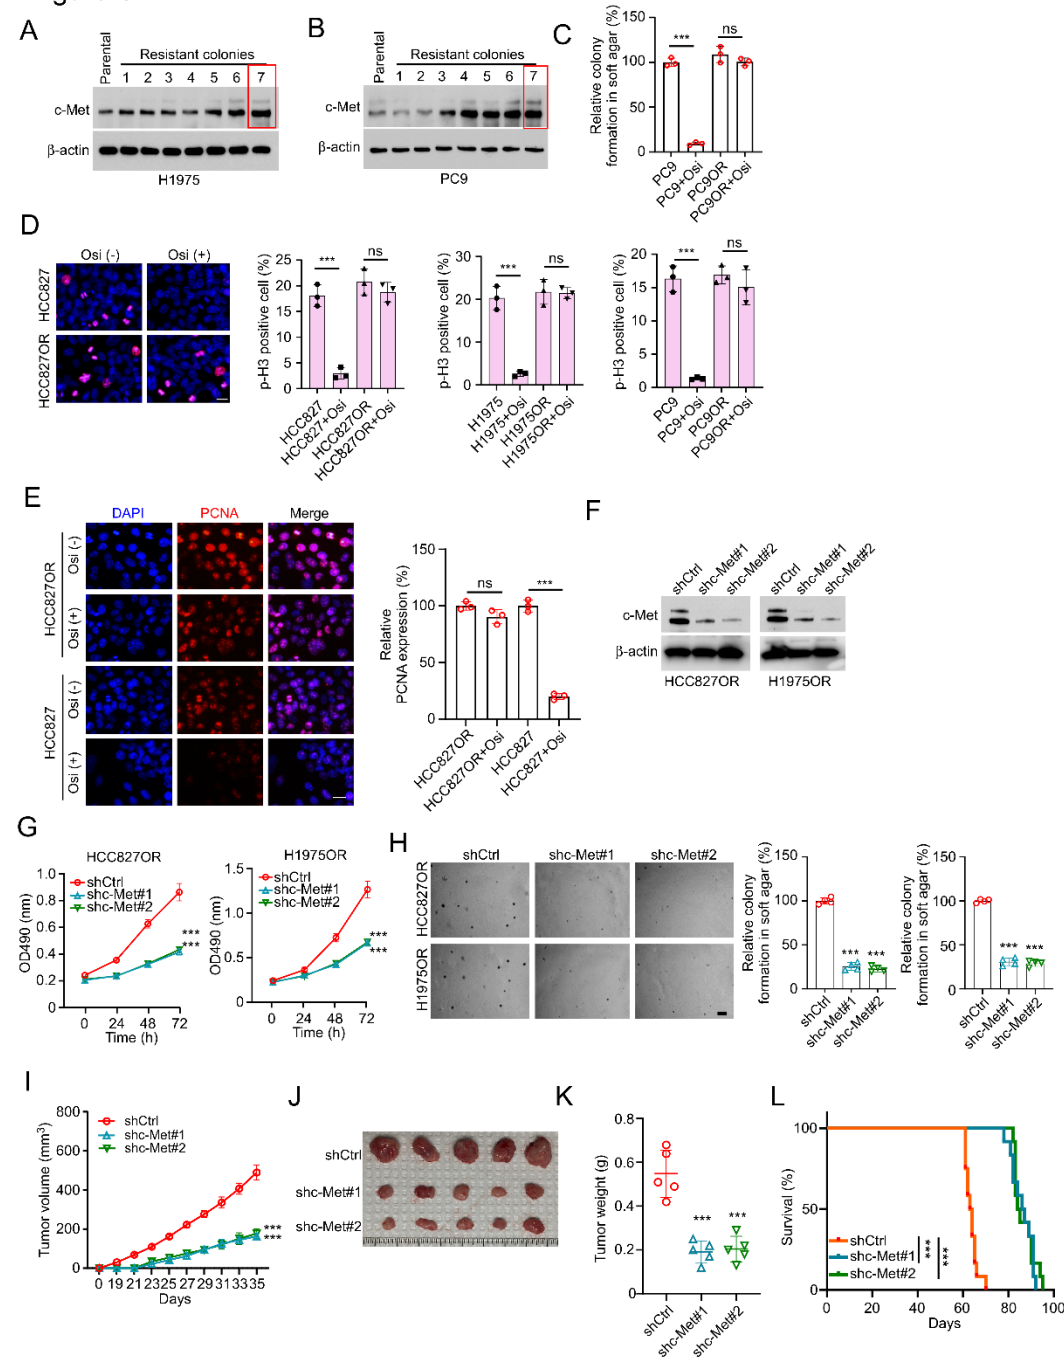 A
Parental
Resistant colonies
1 2 3 4 5 6 7
c-Met
β-actin
H1975
B
Parental
Resistant colonies
1 2 3 4 5 6 7
c-Met
β-actin
PC9
C
Relative colony
formation in soft agar (%)
150
100
50
0
***
ns
PC9
PC9+Osi
PC9OR
PC9OR+Osi
D
Osi (-) Osi (+)
HCC827
HCC827OR
p-H3 positive cell (%)
25
20
15
10
5
0
***
ns
HCC827
HCC827+Osi
HCC827OR
HCC827OR+Osi
p-H3 positive cell (%)
30
20
10
0
***
ns
H1975
H1975+Osi
H1975OR
H1975OR+Osi
p-H3 positive cell (%)
20
15
10
5
0
***
ns
PC9
PC9+Osi
PC9OR
PC9OR+Osi
E
DAPI PCNA Merge
HCC827OR
Osi (-)
Osi (+)
HCC827
Osi (-)
Osi (+)
Relative
PCNA expression (%)
150
100
50
0
ns
***
HCC827OR
HCC827OR+Osi
HCC827
HCC827+Osi
F
shCtrl
shc-Met#1
shc-Met#2
shCtrl
shc-Met#1
shc-Met#2
c-Met
β-actin
HCC827OR H1975OR
G
HCC827OR
OD490 (nm)
1.0
0.8
0.6
0.4
0.2
shCtrl
shc-Met#1
shc-Met#2
***
***
0 24 48 72
Time (h)
H1975OR
OD490 (nm)
1.5
1.0
0.5
0
shCtrl
shc-Met#1
shc-Met#2
***
***
0 24 48 72
Time (h)
H
shCtrl shc-Met#1 shc-Met#2
HCC827OR
H1975OR
Relative colony
formation in soft agar (%)
150
100
50
0
*** ***
shCtrl
shc-Met#1
shc-Met#2
Relative colony
formation in soft agar (%)
150
100
50
0
*** ***
shCtrl
shc-Met#1
shc-Met#2
I
Tumor volume (mm³)
800
600
400
200
0
shCtrl
shc-Met#1
shc-Met#2
***
***
0 19 21 23 25 27 29 31 33 35
Days
J
shCtrl
shc-Met#1
shc-Met#2
K
Tumor weight (g)
0.8
0.6
0.4
0.2
0
*** ***
shCtrl
shc-Met#1
shc-Met#2
L
Survival (%)
100
50
0
shCtrl
shc-Met#1
shc-Met#2
***
***
0 20 40 60 80 100
Days